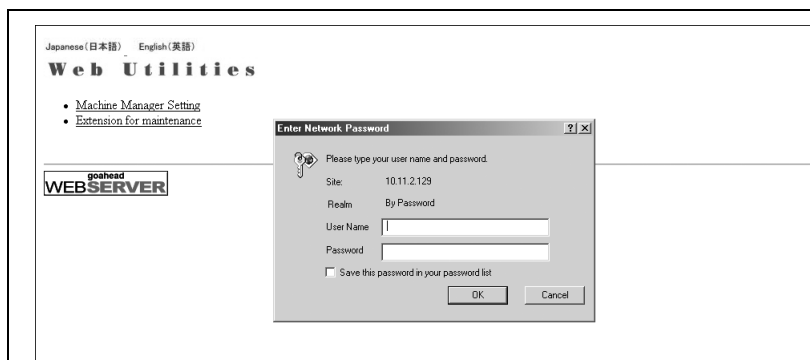 Japanese(日本語) English(英語)
Web Utilities
• Machine Manager Setting
• Extension for maintenance
goahead
WEBSERVER
Enter Network Password
Please type your user name and password.
Site: 10.11.2.129
Realm By Password
User Name
Password
Save this password in your password list
OK Cancel